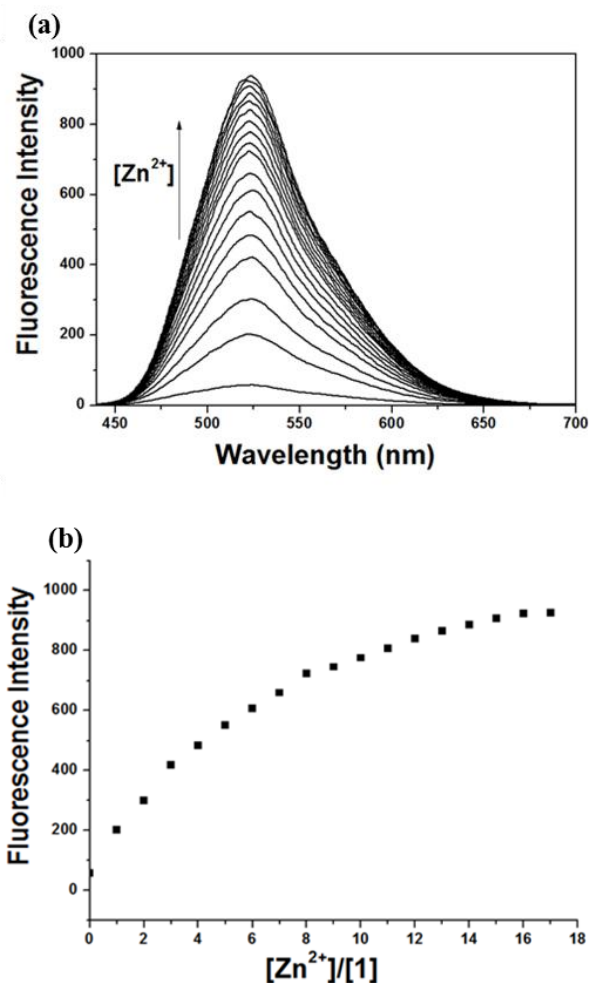 (a)
1000
800
600
400
200
0
Fluorescence Intensity
[Zn²⁺]
450 500 550 600 650 700
Wavelength (nm)
(b)
1000
800
600
400
200
0
Fluorescence Intensity
0 2 4 6 8 10 12 14 16 18
[Zn²⁺]/[1]